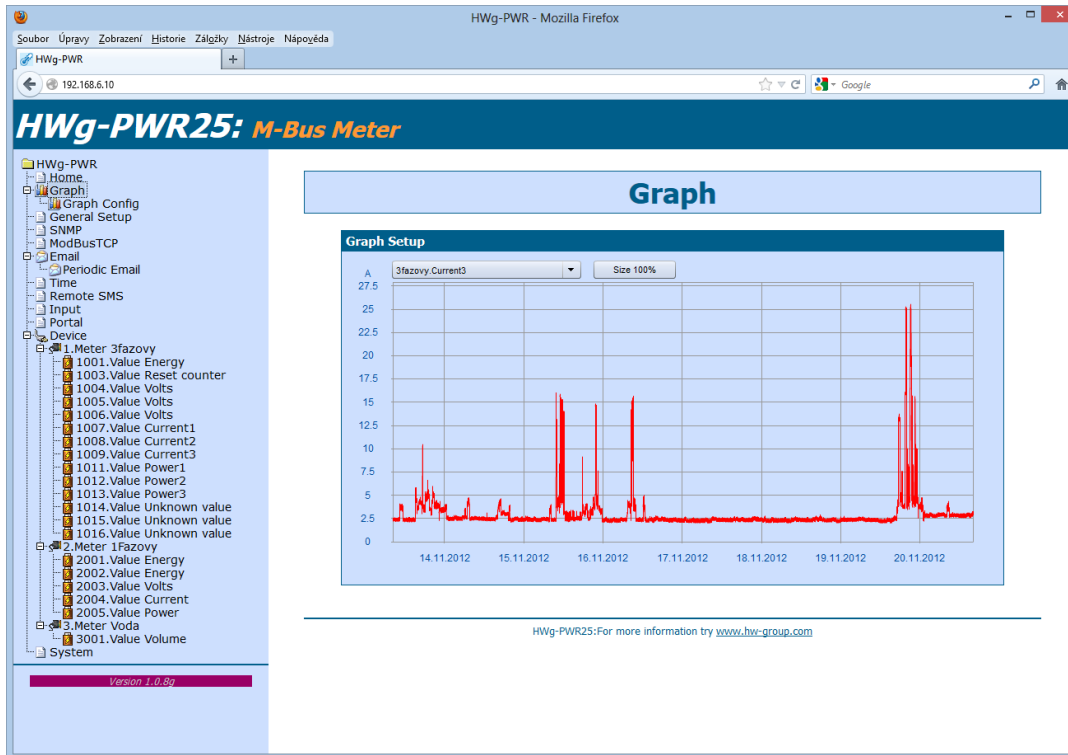 HWg-PWR - Mozilla Firefox
Soubor Úpravy Zobrazení Historie Záložky Nástroje Nápověda
HWg-PWR
192.168.6.10
Google
HWg-PWR25: M-Bus Meter
HWg-PWR
Home
Graph
Graph Config
General Setup
SNMP
ModBusTCP
Email
Periodic Email
Time
Remote SMS
Input
Portal
Device
1.Meter 3fazovy
1001.Value Energy
1003.Value Reset counter
1004.Value Volts
1005.Value Volts
1006.Value Volts
1007.Value Current1
1008.Value Current2
1009.Value Current3
1011.Value Power1
1012.Value Power2
1013.Value Power3
1014.Value Unknown value
1015.Value Unknown value
1016.Value Unknown value
2.Meter 1Fazovy
2001.Value Energy
2002.Value Energy
2003.Value Volts
2004.Value Current
2005.Value Power
3.Meter Voda
3001.Value Volume
System
Version 1.0.8g
Graph
Graph Setup
A
3fazovy.Current3
Size 100%
27.5
25
22.5
20
17.5
15
12.5
10
7.5
5
2.5
0
14.11.2012 15.11.2012 16.11.2012 17.11.2012 18.11.2012 19.11.2012 20.11.2012
HWg-PWR25:For more information try www.hw-group.com